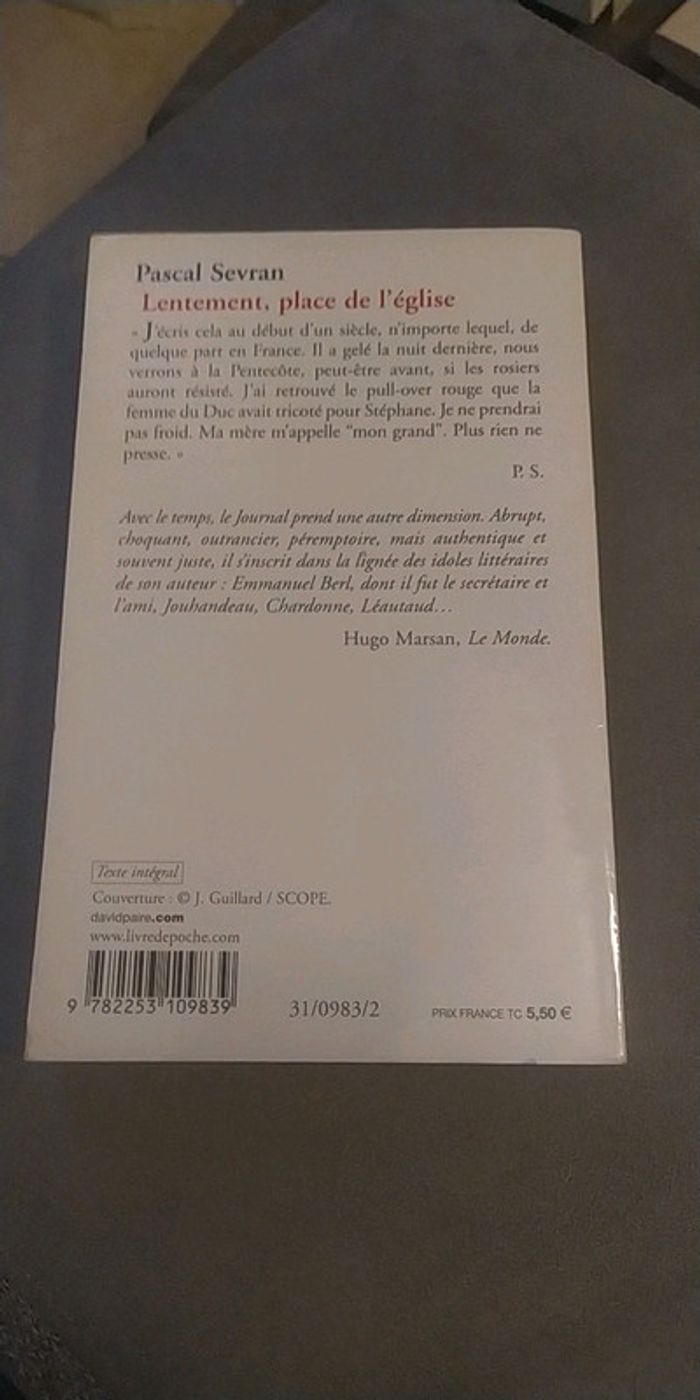 Pascal Sevran
Lentement, place de l'église
« J'écris cela au début d'un siècle, n'importe lequel, de
quelque part en France. Il a gelé la nuit dernière, nous
verrons à la Pentecôte, peut-être avant, si les rosiers
auront résisté. J'ai retrouvé le pull-over rouge que la
femme du Duc avait tricoté pour Stéphane. Je ne prendrai
pas froid. Ma mère m'appelle "mon grand". Plus rien ne
presse. »
P. S.
Avec le temps, le Journal prend une autre dimension. Abrupt,
choquant, outrancier, péremptoire, mais authentique et
souvent juste, il s'inscrit dans la lignée des idoles littéraires
de son auteur : Emmanuel Berl, dont il fut le secrétaire et
l'ami, Jouhandeau, Chardonne, Léautaud...
Hugo Marsan, Le Monde.
Texte intégral
Couverture : © J. Guillard / SCOPE.
davidpaire.com
www.livredepoche.com
9 782253 109839
31/0983/2
PRIX FRANCE TC 5,50 €